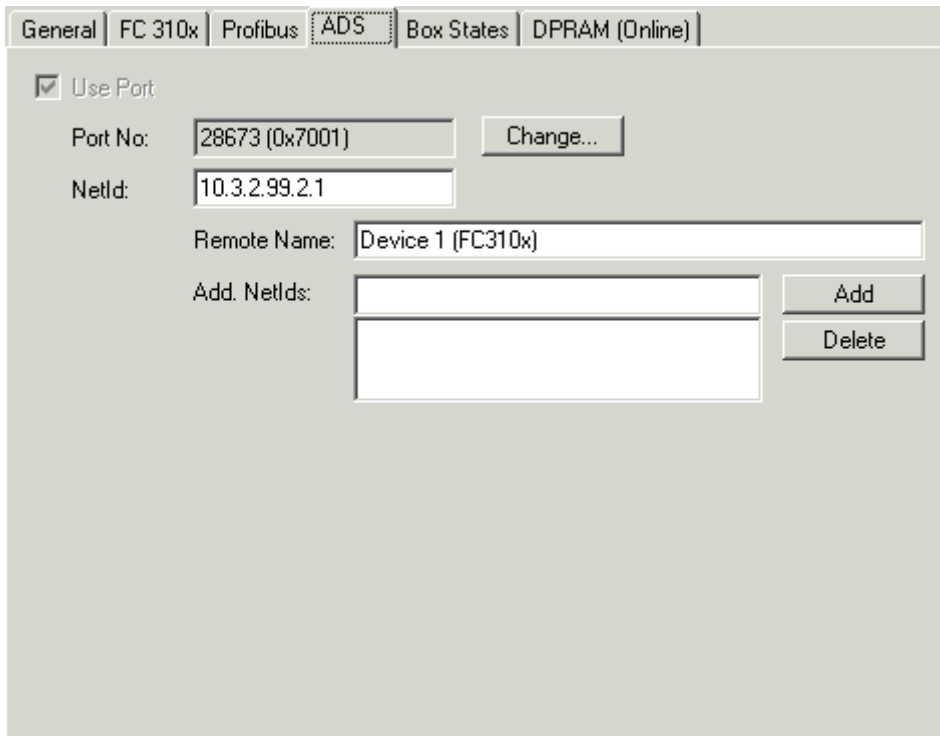 General FC 310x Profibus ADS Box States DPRAM (Online)
Use Port
Port No: 28673 (0x7001) Change...
NetId: 10.3.2.99.2.1
Remote Name: Device 1 (FC310x)
Add. NetIds: Add
Delete